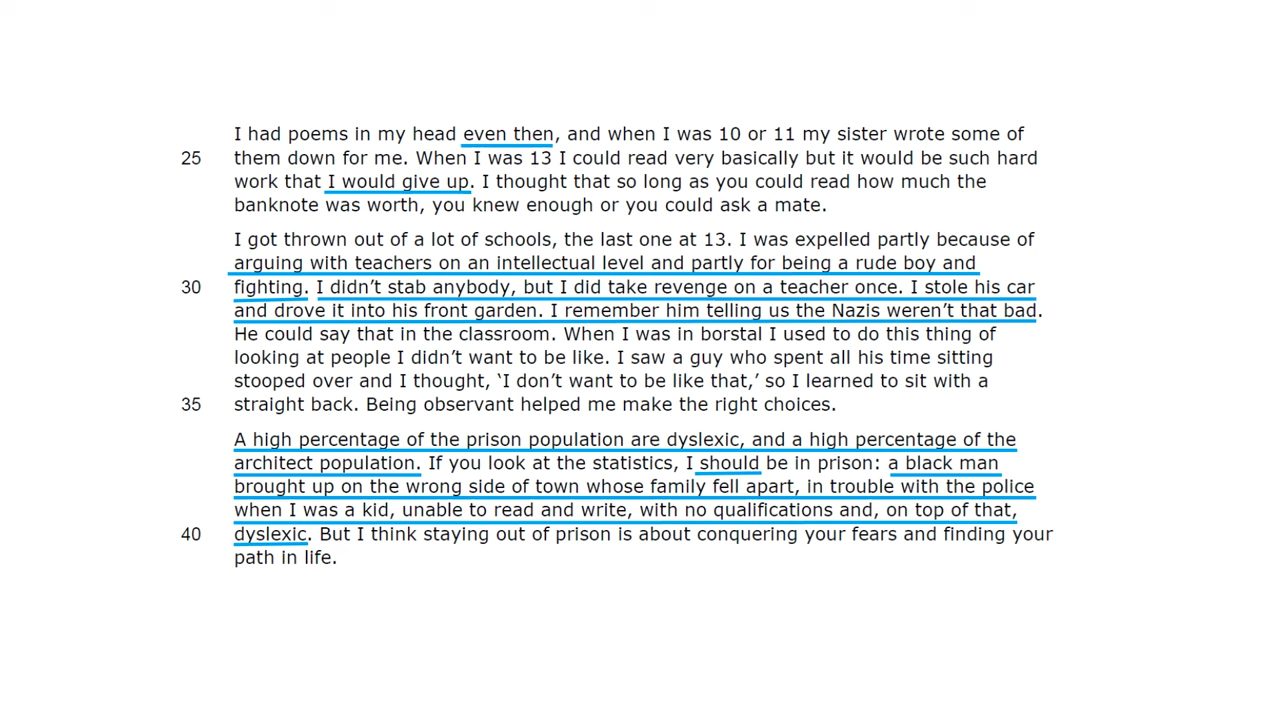 I had poems in my head even then, and when I was 10 or 11 my sister wrote some of
25 them down for me. When I was 13 I could read very basically but it would be such hard
work that I would give up. I thought that so long as you could read how much the
banknote was worth, you knew enough or you could ask a mate.
I got thrown out of a lot of schools, the last one at 13. I was expelled partly because of
arguing with teachers on an intellectual level and partly for being a rude boy and
30 fighting. I didn’t stab anybody, but I did take revenge on a teacher once. I stole his car
and drove it into his front garden. I remember him telling us the Nazis weren’t that bad.
He could say that in the classroom. When I was in borstal I used to do this thing of
looking at people I didn’t want to be like. I saw a guy who spent all his time sitting
stooped over and I thought, ‘I don’t want to be like that,’ so I learned to sit with a
35 straight back. Being observant helped me make the right choices.
A high percentage of the prison population are dyslexic, and a high percentage of the
architect population. If you look at the statistics, I should be in prison: a black man
brought up on the wrong side of town whose family fell apart, in trouble with the police
when I was a kid, unable to read and write, with no qualifications and, on top of that,
40 dyslexic. But I think staying out of prison is about conquering your fears and finding your
path in life.